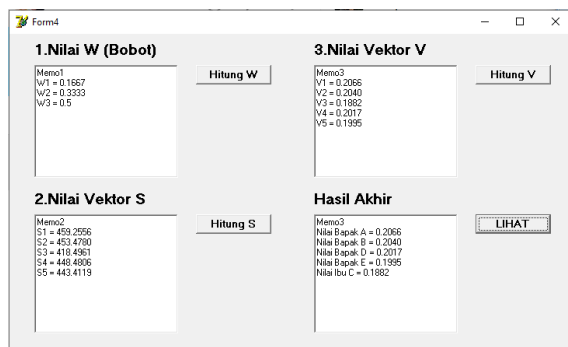 Form4
1.Nilai W (Bobot)
Memo1
W1 = 0.1667
W2 = 0.3333
W3 = 0.5
Hitung W
3.Nilai Vektor V
Memo3
V1 = 0.2066
V2 = 0.2040
V3 = 0.1882
V4 = 0.2017
V5 = 0.1995
Hitung V
2.Nilai Vektor S
Memo2
S1 = 459.2556
S2 = 453.4780
S3 = 418.4961
S4 = 448.4806
S5 = 443.4119
Hitung S
Hasil Akhir
Memo3
Nilai Bapak A = 0.2066
Nilai Bapak B = 0.2040
Nilai Bapak D = 0.2017
Nilai Bapak E = 0.1995
Nilai Ibu C = 0.1882
LIHAT